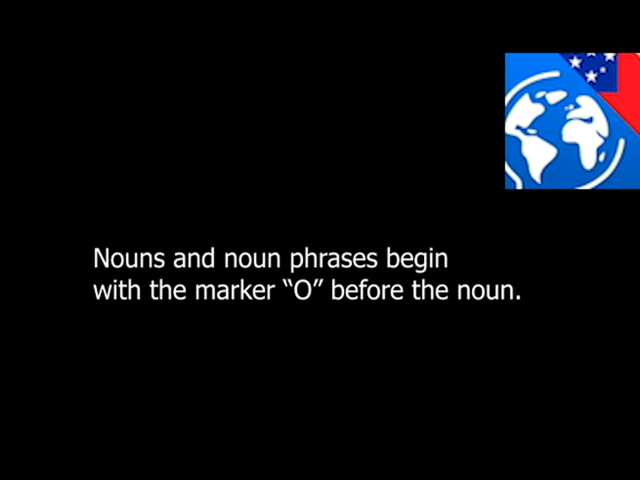 Nouns and noun phrases begin
with the marker “O” before the noun.